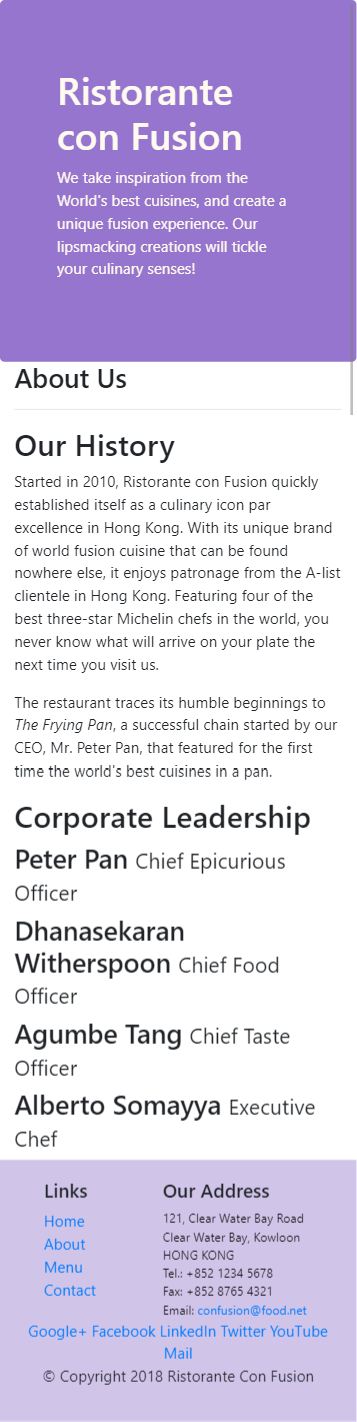 Ristorante
con Fusion
We take inspiration from the
World's best cuisines, and create a
unique fusion experience. Our
lipsmacking creations will tickle
your culinary senses!
About Us
Our History
Started in 2010, Ristorante con Fusion quickly
established itself as a culinary icon par
excellence in Hong Kong. With its unique brand
of world fusion cuisine that can be found
nowhere else, it enjoys patronage from the A-list
clientele in Hong Kong. Featuring four of the
best three-star Michelin chefs in the world, you
never know what will arrive on your plate the
next time you visit us.
The restaurant traces its humble beginnings to
The Frying Pan, a successful chain started by our
CEO, Mr. Peter Pan, that featured for the first
time the world's best cuisines in a pan.
Corporate Leadership
Peter Pan Chief Epicurious
Officer
Dhanasekaran
Witherspoon Chief Food
Officer
Agumbe Tang Chief Taste
Officer
Alberto Somayya Executive
Chef
Links
Home
About
Menu
Contact
Our Address
121, Clear Water Bay Road
Clear Water Bay, Kowloon
HONG KONG
Tel.: +852 1234 5678
Fax: +852 8765 4321
Email: confusion@food.net
Google+ Facebook LinkedIn Twitter YouTube
Mail
© Copyright 2018 Ristorante Con Fusion